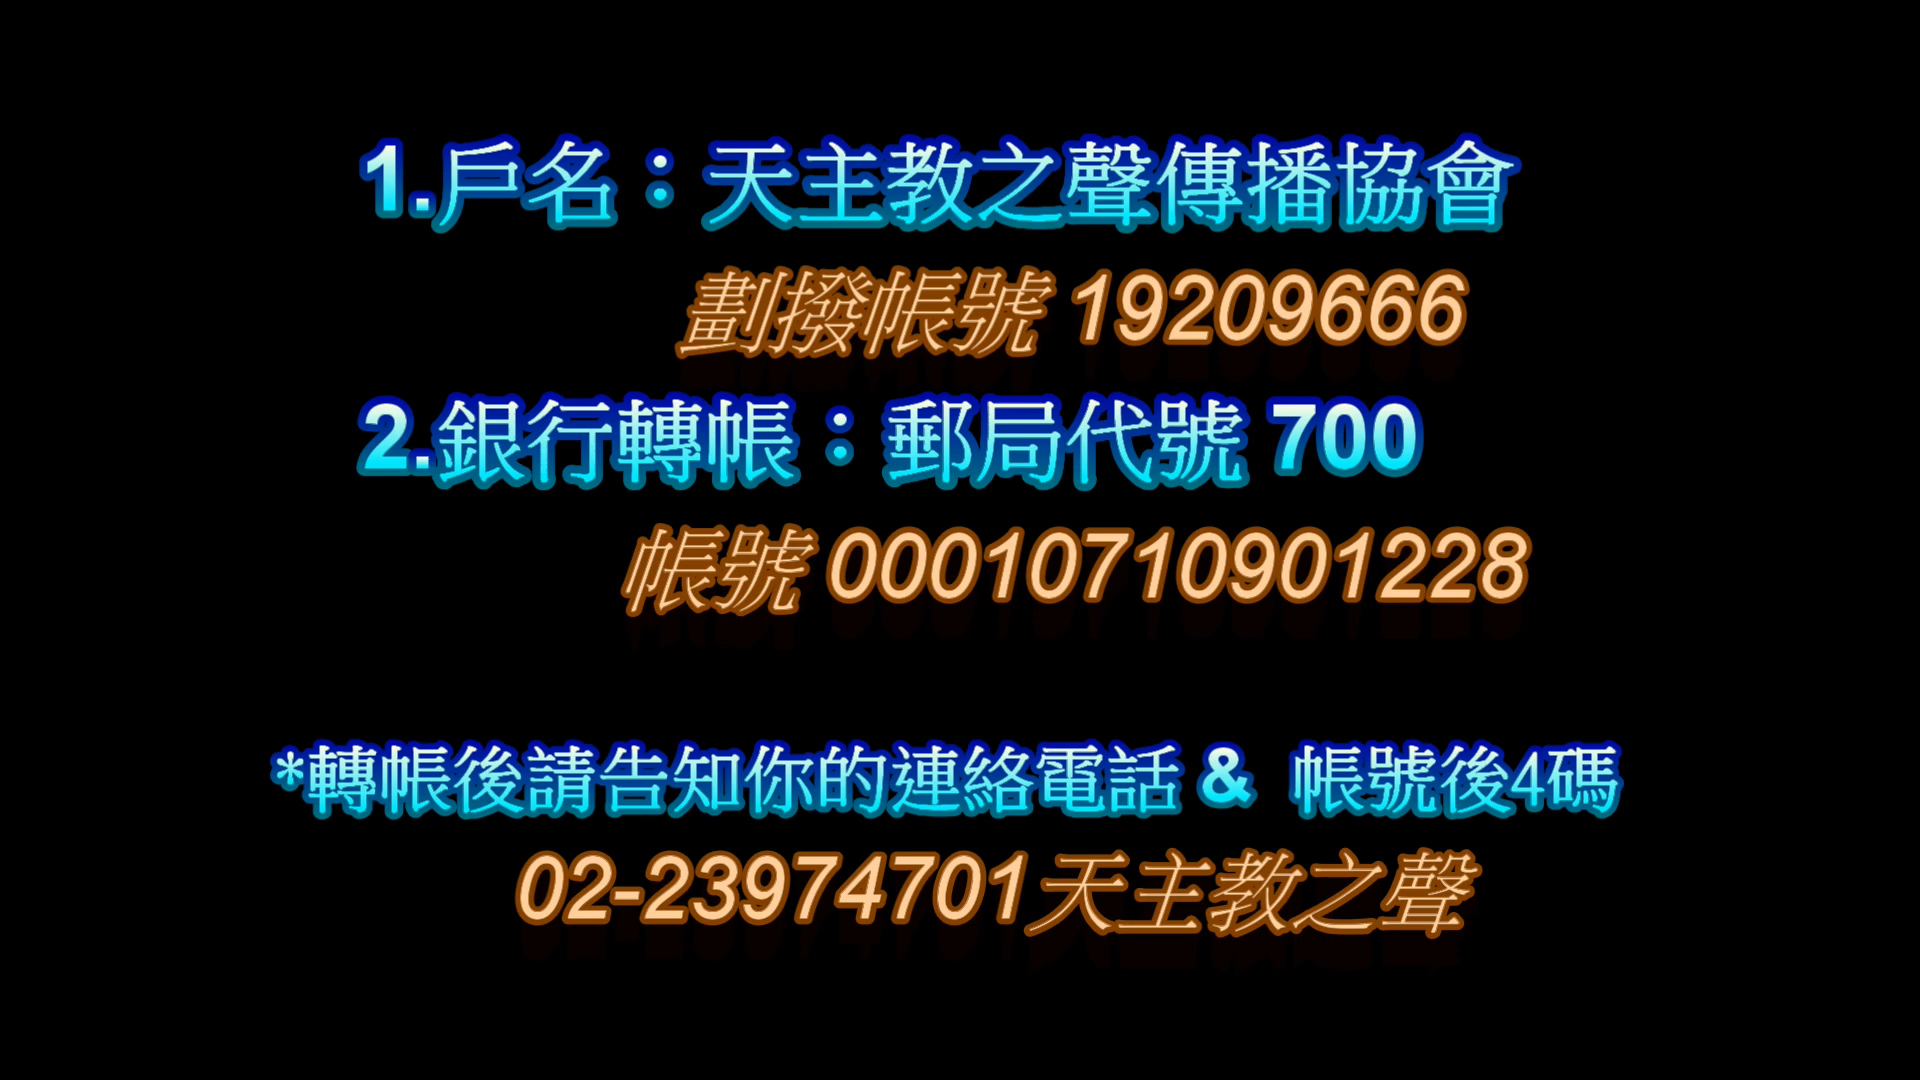 1.戶名：天主教之聲傳播協會
劃撥帳號 19209666
2.銀行轉帳：郵局代號 700
帳號 00010710901228
*轉帳後請告知你的連絡電話 & 帳號後4碼
02-23974701天主教之聲